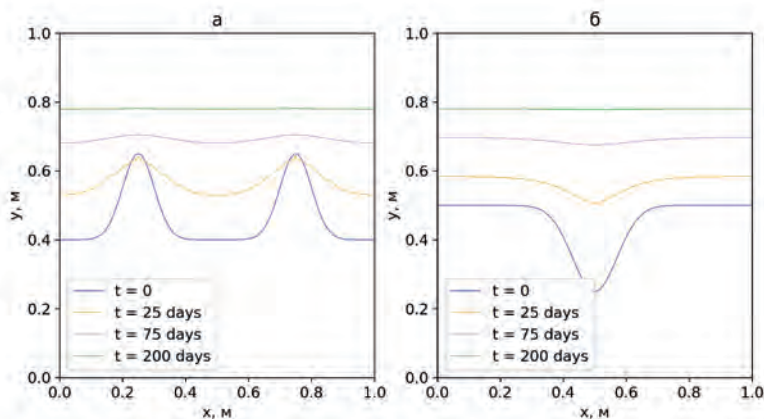 а
y, м
1.0
0.8
0.6
0.4
0.2
0.0
0.0 0.2 0.4 0.6 0.8 1.0
x, м
t = 0
t = 25 days
t = 75 days
t = 200 days
б
y, м
1.0
0.8
0.6
0.4
0.2
0.0
0.0 0.2 0.4 0.6 0.8 1.0
x, м
t = 0
t = 25 days
t = 75 days
t = 200 days